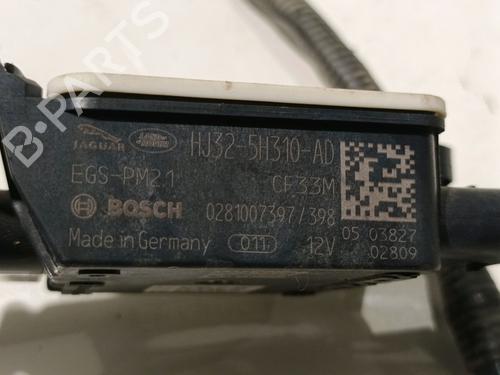 B-PARTS
JAGUAR
LAND ROVER
HJ32-5H310-AD
EGS-PM2.1
CF33M
BOSCH
0281007397/398
05 03827
Made in Germany
011
12V
02809